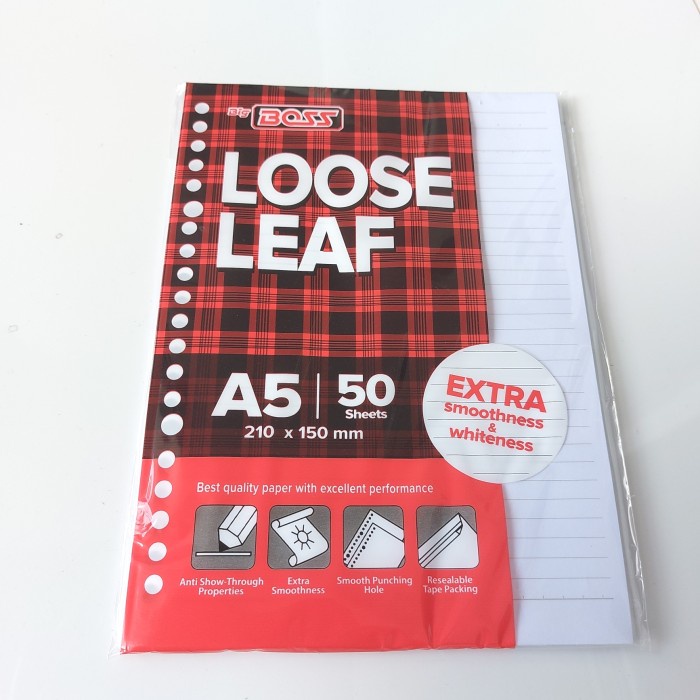 Big BOSS
LOOSE
LEAF
A5 | 50
Sheets
210 x 150 mm
EXTRA
smoothness
&
whiteness
Best quality paper with excellent performance
Anti Show-Through
Properties
Extra
Smoothness
Smooth Punching
Hole
Resealable
Tape Packing